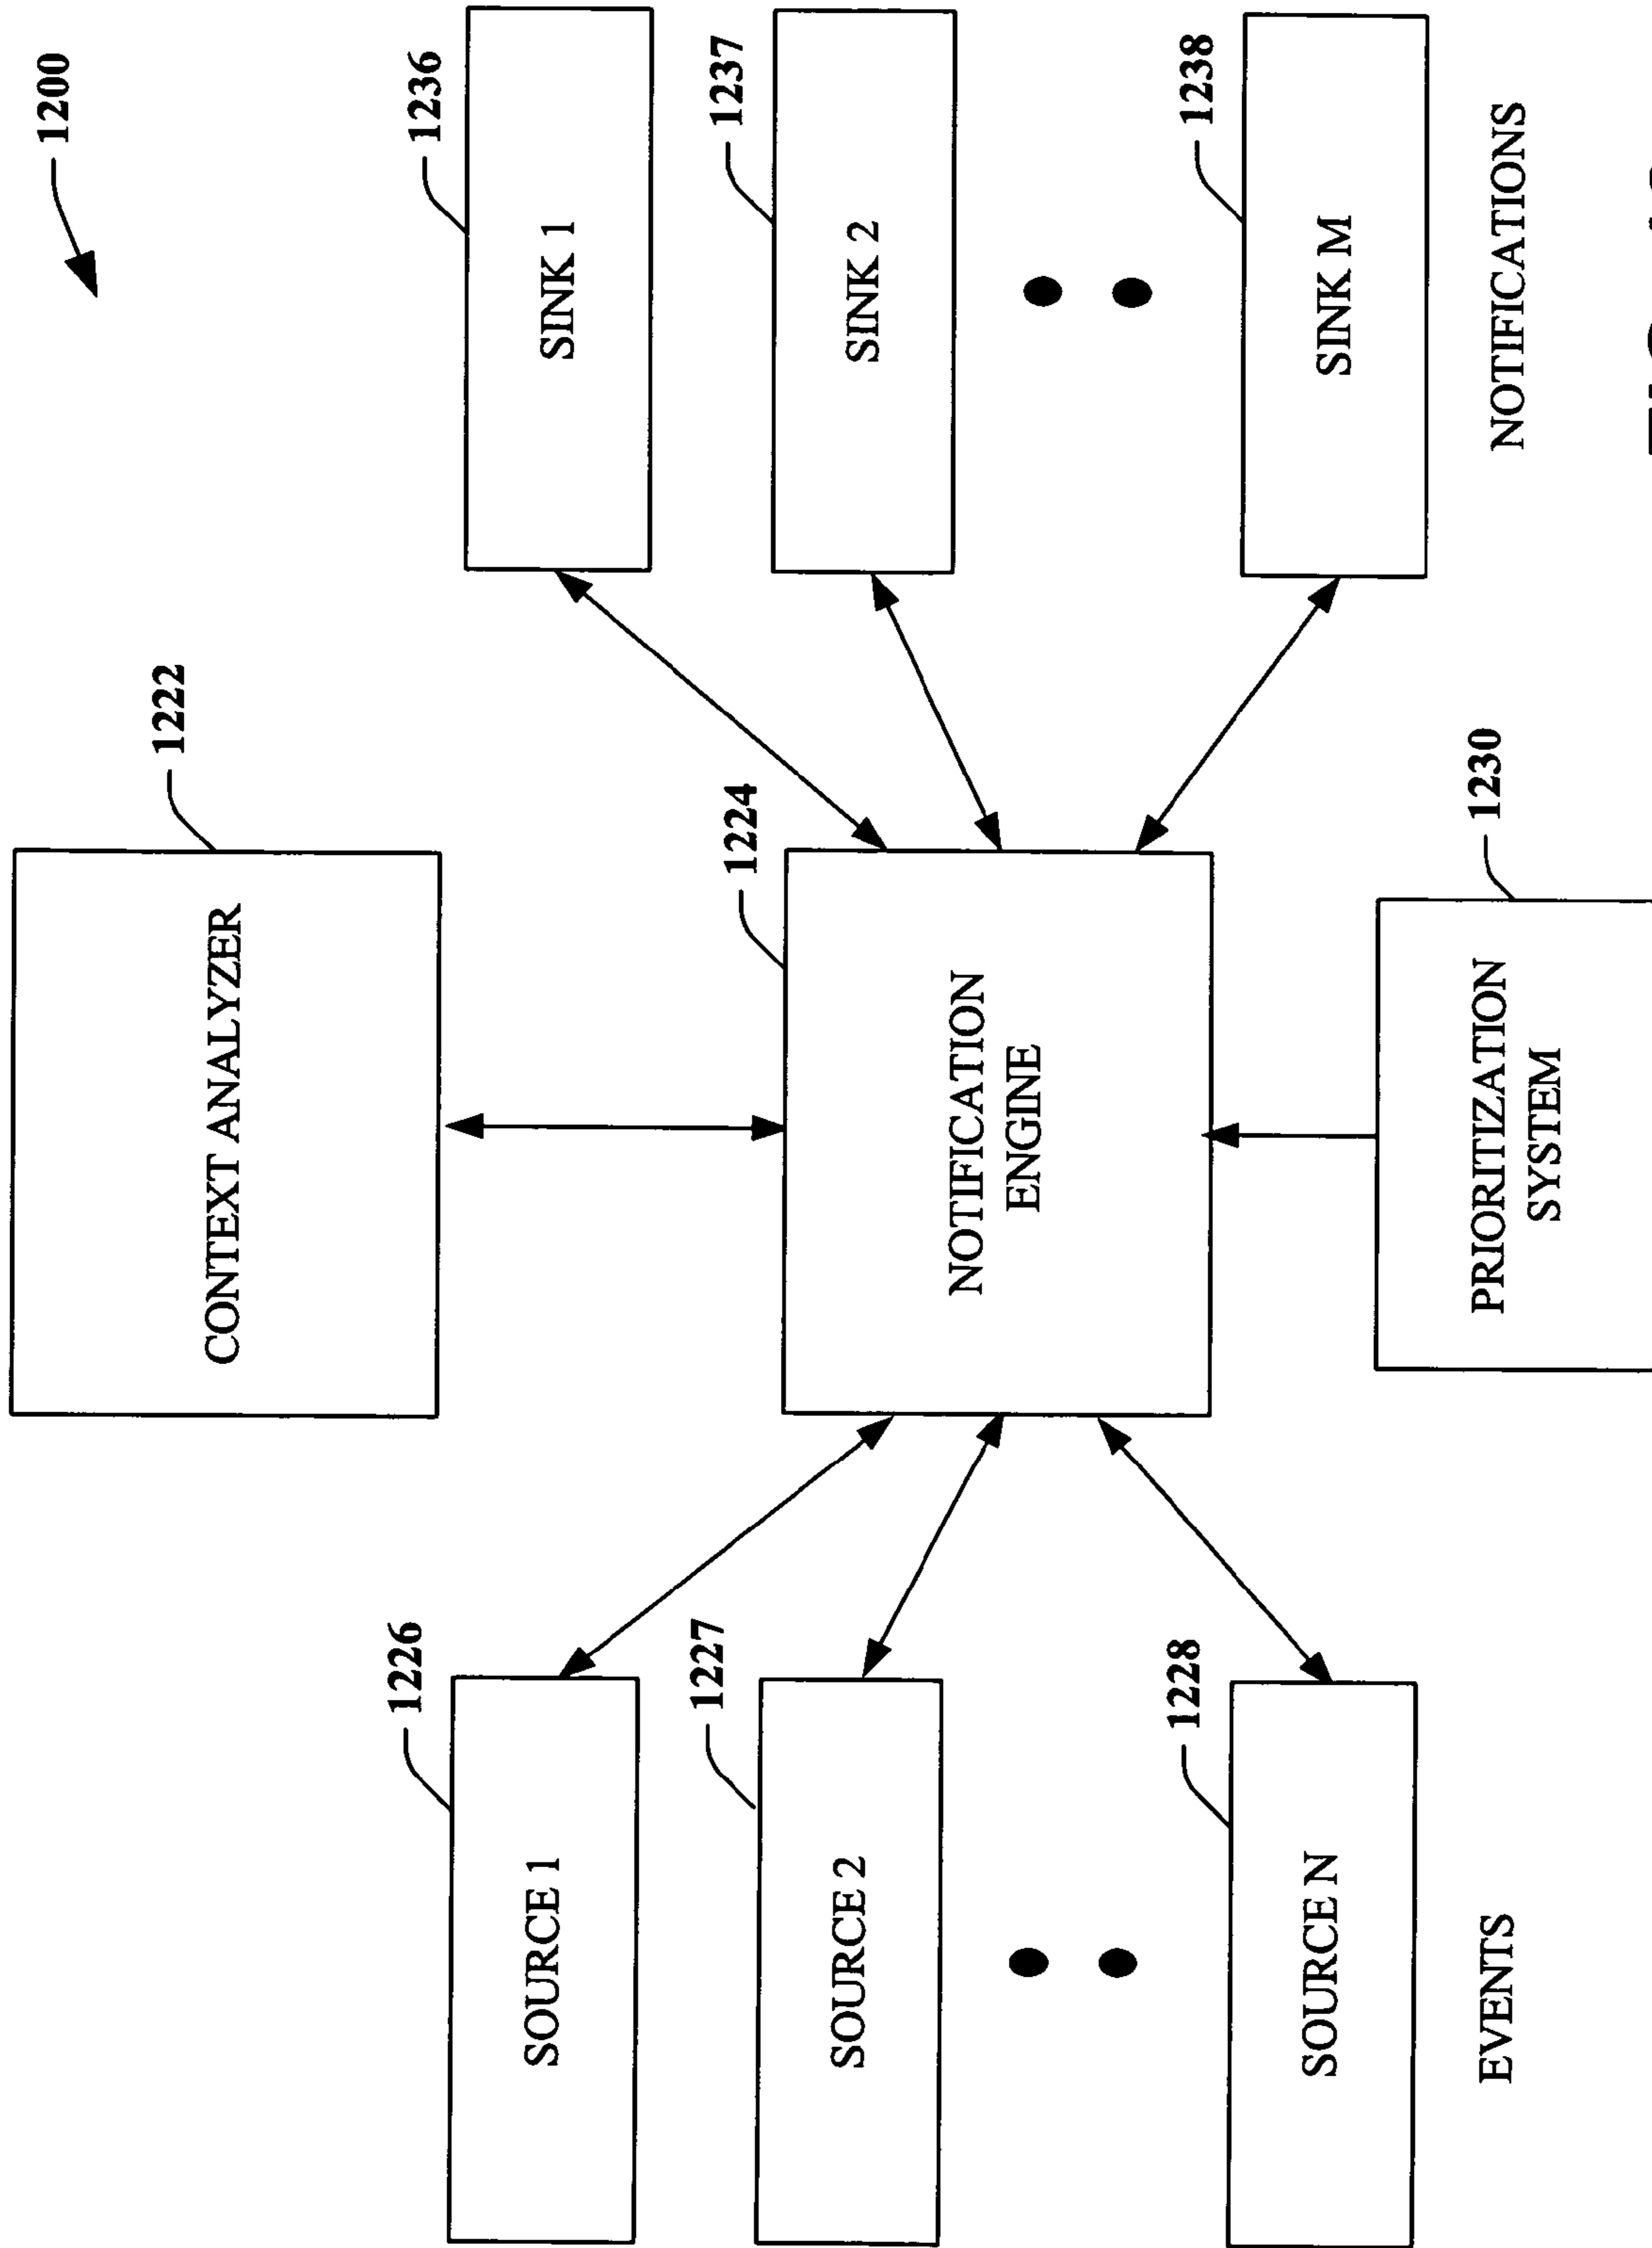 1200
1222
CONTEXT ANALYZER
1236
SINK 1
1226
SOURCE 1
1224
NOTIFICATION
ENGINE
1237
SINK 2
1227
SOURCE 2
1238
SINK M
1228
SOURCE N
1230
PRIORITIZATION
SYSTEM
EVENTS
NOTIFICATIONS